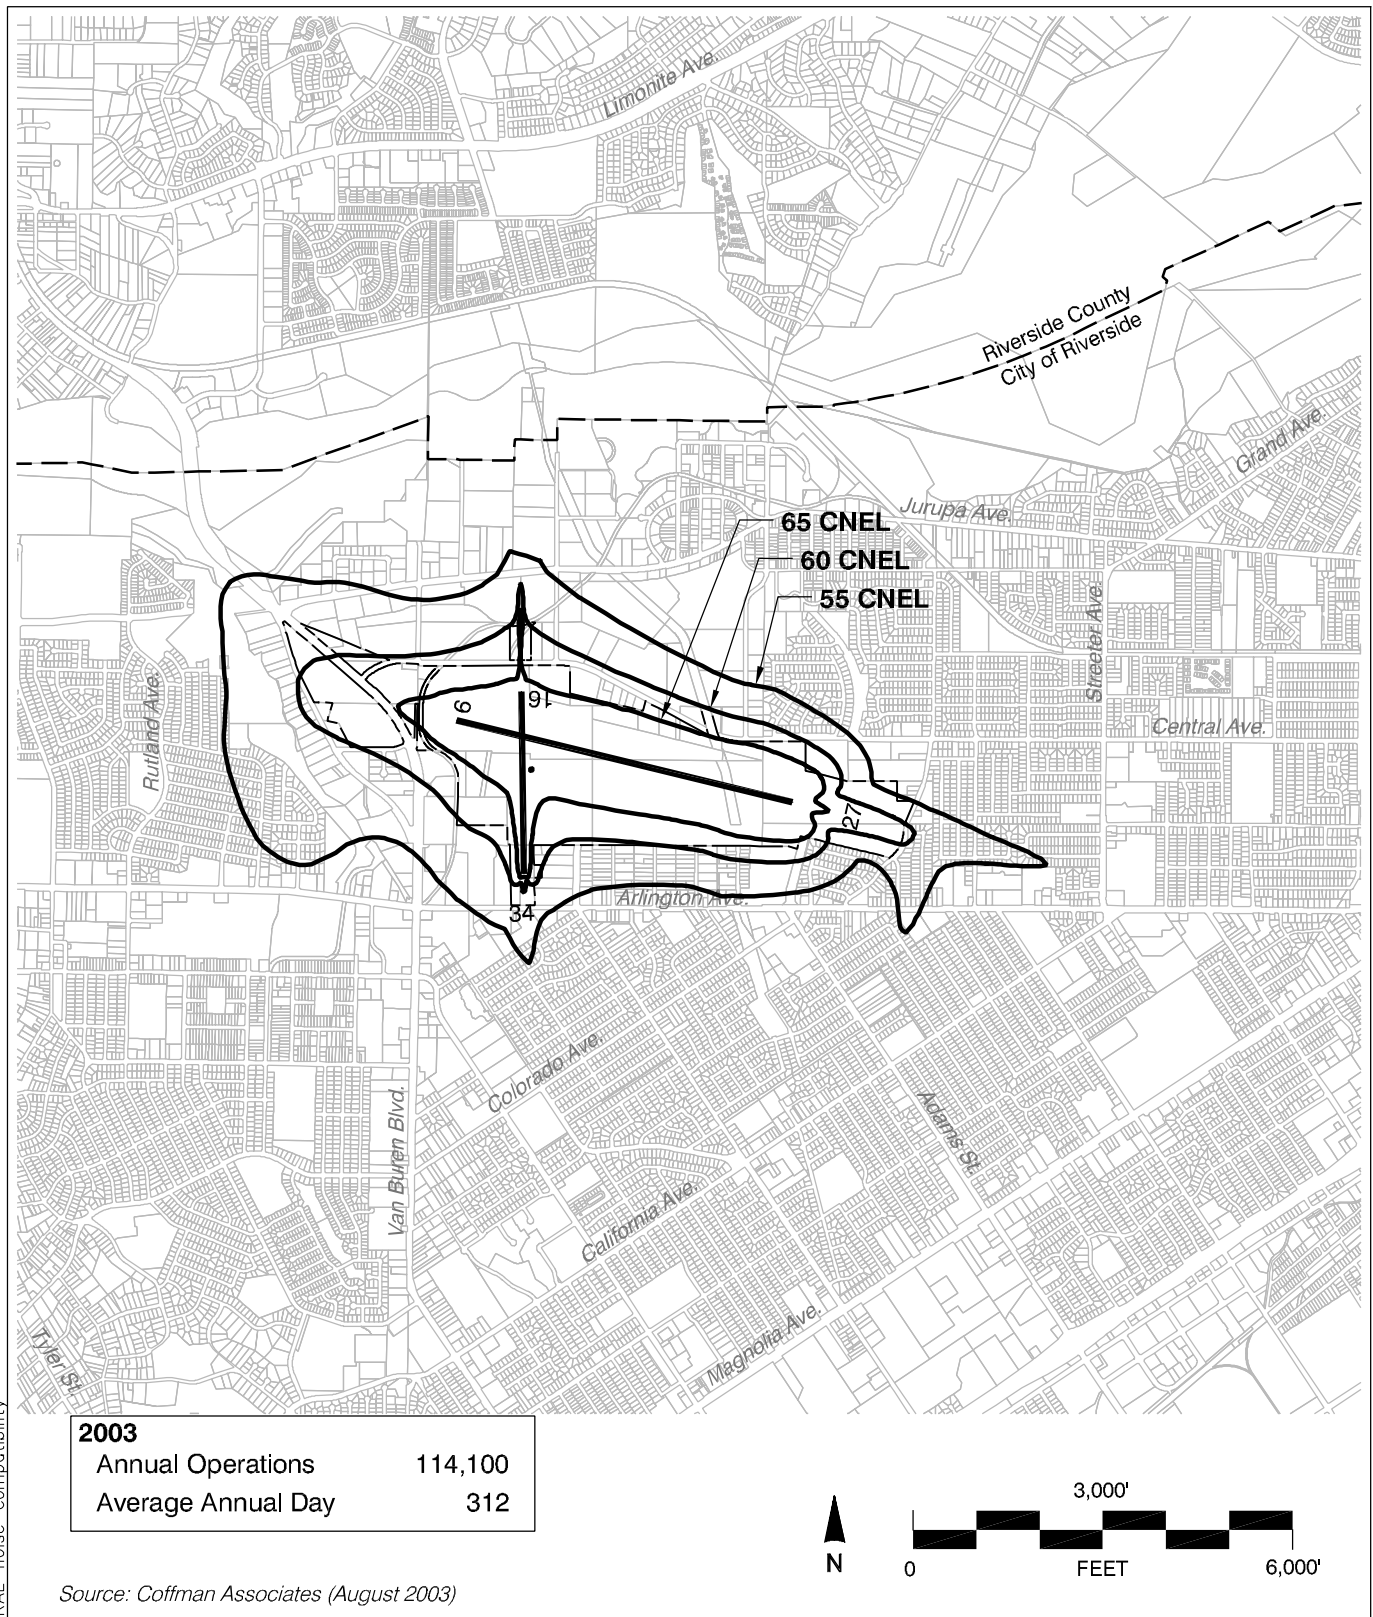 Limonite Ave.
Riverside County
City of Riverside
Grand Ave.
Jurupa Ave.
65 CNEL
60 CNEL
55 CNEL
Streeter Ave.
Rutland Ave.
Central Ave.
9
16
27
34
Arlington Ave.
Colorado Ave.
Adams St.
Van Buren Blvd.
California Ave.
Magnolia Ave.
Tyler St.
2003
Annual Operations 114,100
Average Annual Day 312
N
3,000'
0 FEET 6,000'
Source: Coffman Associates (August 2003)